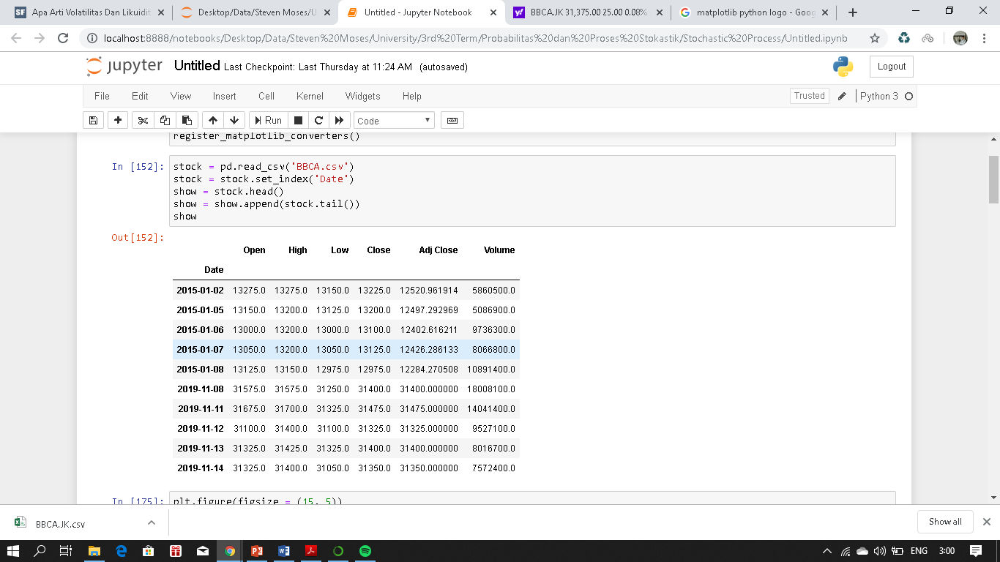 Apa Arti Volatilitas Dan Likuidit
Desktop/Data/Steven Moses/U
Untitled - Jupyter Notebook
BBCA.JK 31,375.00 25.00 0.08%
matplotlib python logo - Goog
localhost:8888/notebooks/Desktop/Data/Steven%20Moses/University/3rd%20Term/Probabilitas%20dan%20Proses%20Stokastik/Stochastic%20Process/Untitled.ipynb
jupyter Untitled Last Checkpoint: Last Thursday at 11:24 AM (autosaved)
Logout
File Edit View Insert Cell Kernel Widgets Help
Trusted
Python 3
Run
Code
register_matplotlib_converters()
In [152]:
stock = pd.read_csv('BBCA.csv')
stock = stock.set_index('Date')
show = stock.head()
show = show.append(stock.tail())
show
Out[152]:
Open High Low Close Adj Close Volume
Date
2015-01-02 13275.0 13275.0 13150.0 13225.0 12520.961914 5860500.0
2015-01-05 13150.0 13200.0 13125.0 13200.0 12497.292969 5086900.0
2015-01-06 13000.0 13200.0 13000.0 13100.0 12402.616211 9736300.0
2015-01-07 13050.0 13200.0 13050.0 13125.0 12426.286133 8066800.0
2015-01-08 13125.0 13150.0 12975.0 12975.0 12284.270508 10891400.0
2019-11-08 31575.0 31575.0 31250.0 31400.0 31400.000000 18008100.0
2019-11-11 31675.0 31700.0 31325.0 31475.0 31475.000000 14041400.0
2019-11-12 31100.0 31400.0 31100.0 31325.0 31325.000000 9527100.0
2019-11-13 31325.0 31425.0 31325.0 31400.0 31400.000000 8016700.0
2019-11-14 31325.0 31400.0 31050.0 31350.0 31350.000000 7572400.0
In [175]:
plt.figure(figsize = (15, 5))
BBCA.JK.csv
Show all
ENG
3:00